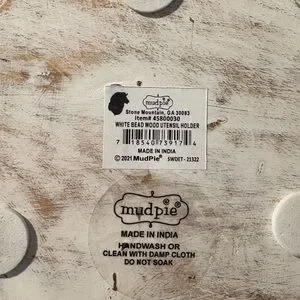 mudpie®
Stone Mountain, GA 30083
Item# 45800030
WHITE BEAD WOOD UTENSIL HOLDER
7 18540 73917 4
MADE IN INDIA
© 2021 MudPie® SWDET - 21322
mudpie®
MADE IN INDIA
HANDWASH OR
CLEAN WITH DAMP CLOTH
DO NOT SOAK